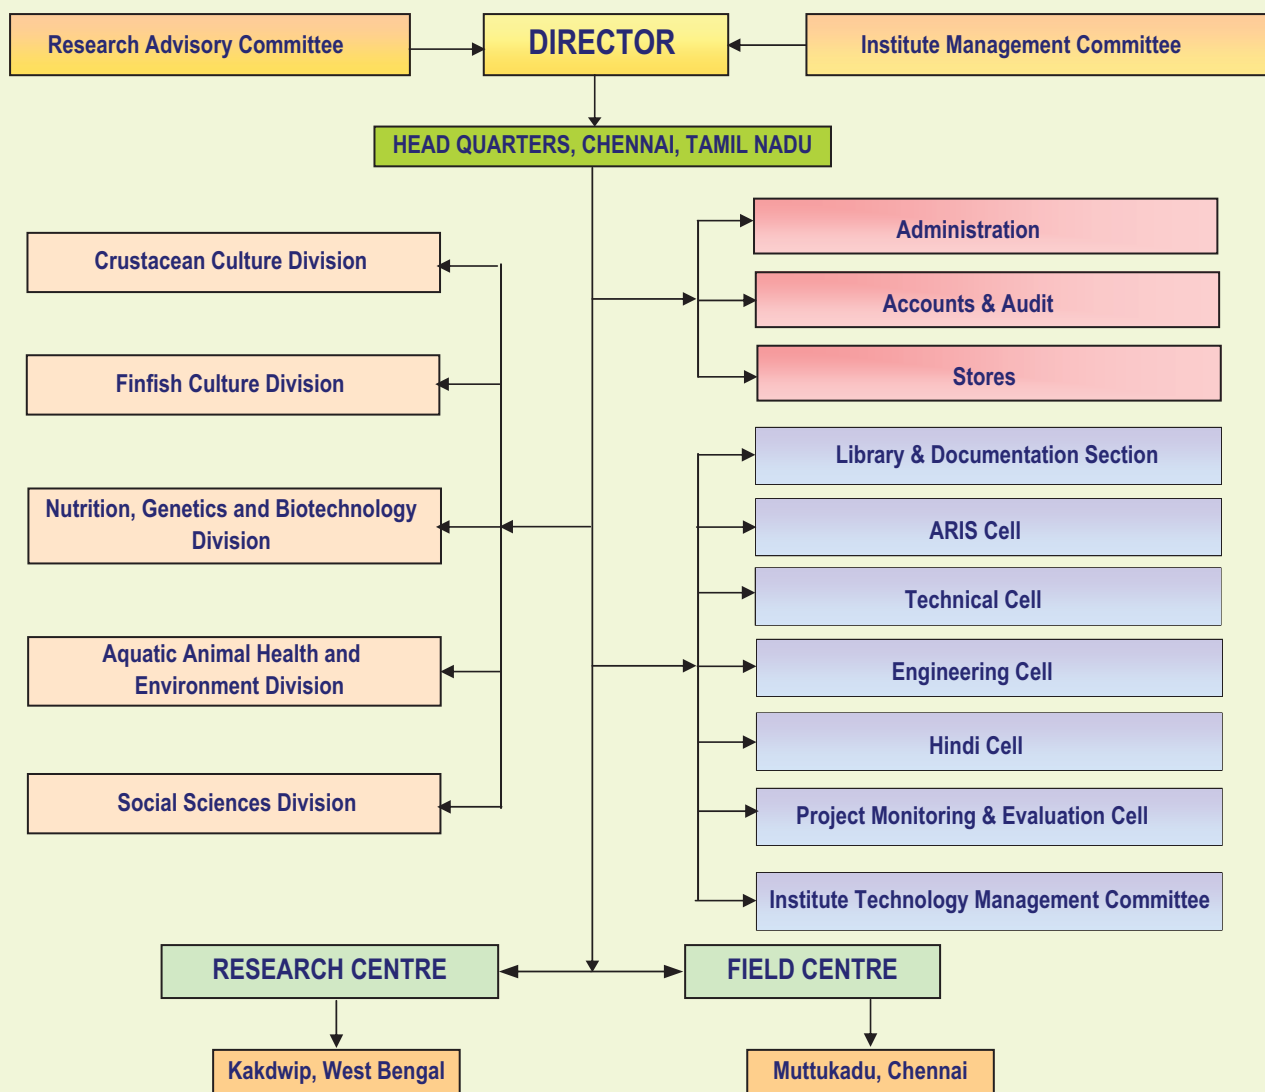 Research Advisory Committee
DIRECTOR
Institute Management Committee
HEAD QUARTERS, CHENNAI, TAMIL NADU
Crustacean Culture Division
Finfish Culture Division
Nutrition, Genetics and Biotechnology
Division
Aquatic Animal Health and
Environment Division
Social Sciences Division
Administration
Accounts & Audit
Stores
Library & Documentation Section
ARIS Cell
Technical Cell
Engineering Cell
Hindi Cell
Project Monitoring & Evaluation Cell
Institute Technology Management Committee
RESEARCH CENTRE
FIELD CENTRE
Kakdwip, West Bengal
Muttukadu, Chennai